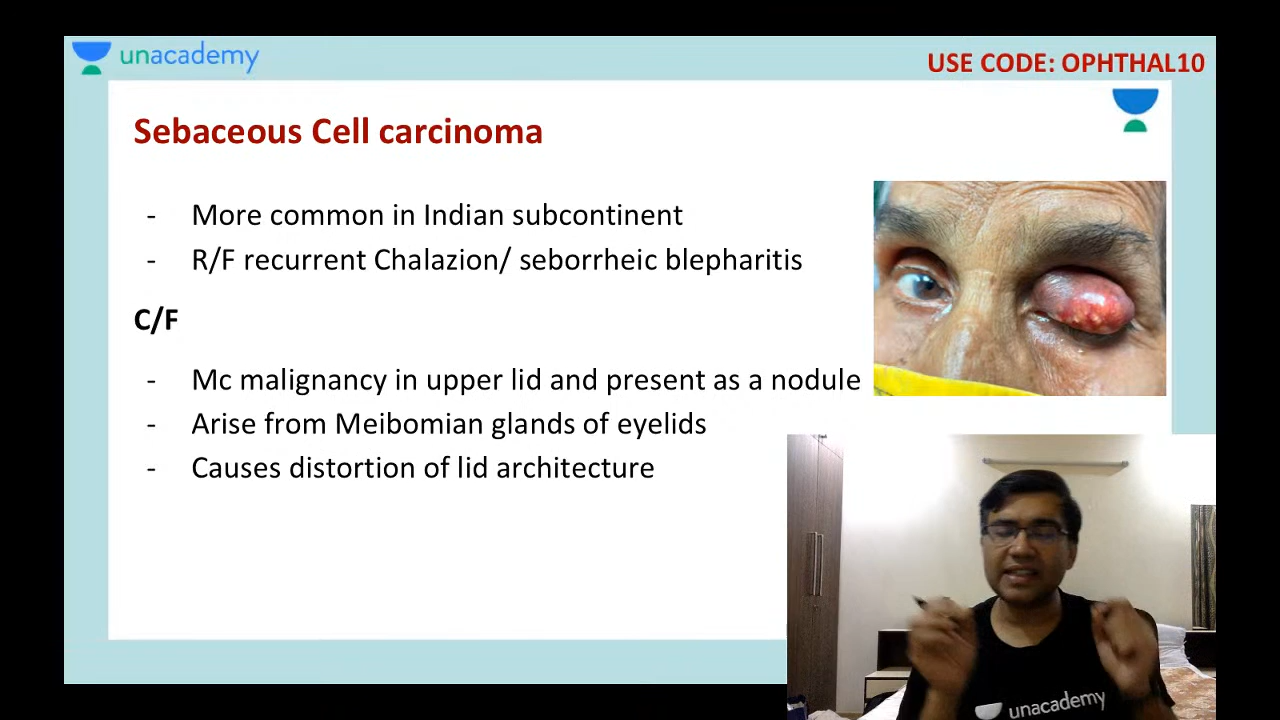 unacademy
USE CODE: OPHTHAL10
Sebaceous Cell carcinoma
- More common in Indian subcontinent
- R/F recurrent Chalazion/ seborrheic blepharitis
C/F
- Mc malignancy in upper lid and present as a nodule
- Arise from Meibomian glands of eyelids
- Causes distortion of lid architecture
unacademy